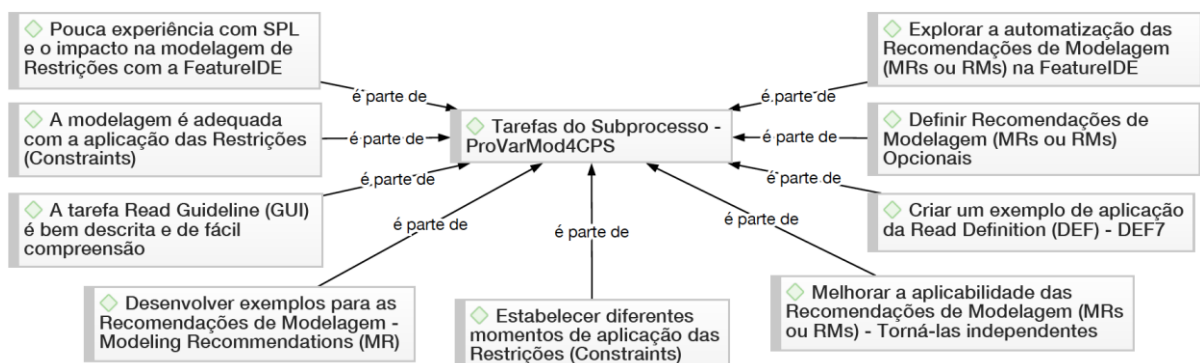 Pouca experiência com SPL
e o impacto na modelagem de
Restrições com a FeatureIDE
Explorar a automatização das
Recomendações de Modelagem
(MRs ou RMs) na FeatureIDE
é parte de
é parte de
A modelagem é adequada
com a aplicação das Restrições
(Constraints)
é parte de
Tarefas do Subprocesso -
ProVarMod4CPS
é parte de
Definir Recomendações de
Modelagem (MRs ou RMs)
Opcionais
é parte de
é parte de
A tarefa Read Guideline (GUI)
é bem descrita e de fácil
compreensão
é parte de
é parte de
é parte de
Criar um exemplo de aplicação
da Read Definition (DEF) - DEF7
Desenvolver exemplos para as
Recomendações de Modelagem -
Modeling Recommendations (MR)
Estabelecer diferentes
momentos de aplicação das
Restrições (Constraints)
Melhorar a aplicabilidade das
Recomendações de Modelagem (MRs
ou RMs) - Torná-las independentes